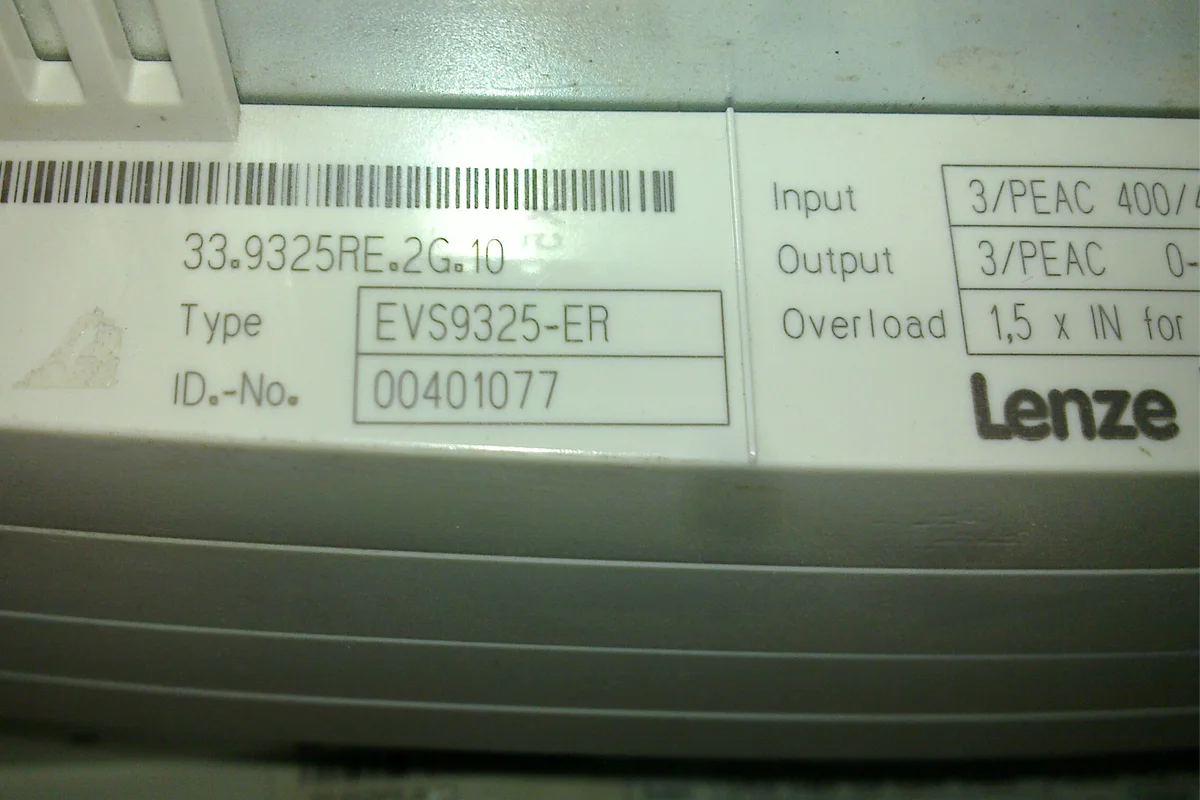 33.9325RE.2G.10
Type EVS9325-ER
ID.-No. 00401077
Input 3/PEAC 400/4
Output 3/PEAC 0-
Overload 1,5 x IN for
Lenze